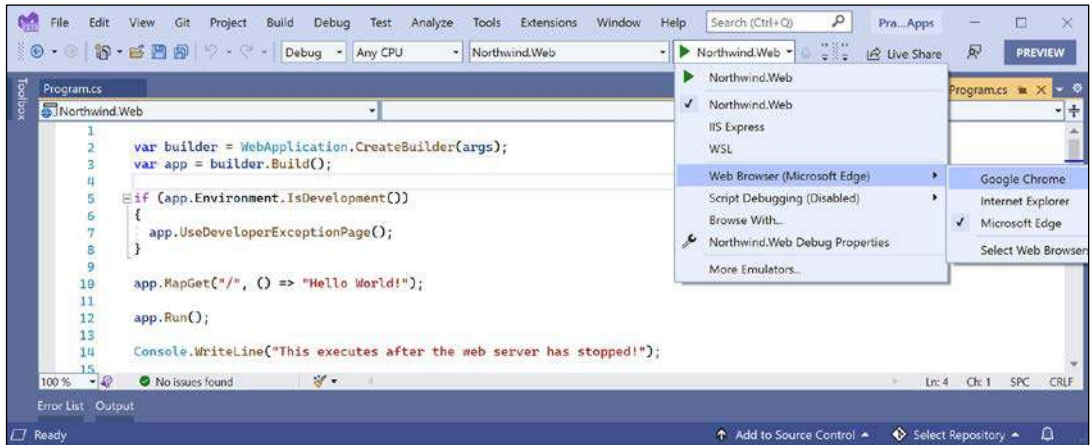 File Edit View Git Project Build Debug Test Analyze Tools Extensions Window Help Search (Ctrl+Q) Pra...Apps
Debug Any CPU Northwind.Web Northwind.Web Live Share PREVIEW
Toolbox
Program.cs
Program.cs
Northwind.Web
1
2 var builder = WebApplication.CreateBuilder(args);
3 var app = builder.Build();
4
5 if (app.Environment.IsDevelopment())
6 {
7 app.UseDeveloperExceptionPage();
8 }
9
10 app.MapGet("/", () => "Hello World!");
11
12 app.Run();
13
14 Console.WriteLine("This executes after the web server has stopped!");
15
Northwind.Web
Northwind.Web
IIS Express
WSL
Web Browser (Microsoft Edge)
Script Debugging (Disabled)
Browse With...
Northwind.Web Debug Properties
More Emulators...
Google Chrome
Internet Explorer
Microsoft Edge
Select Web Browser
100 % No issues found Ln: 4 Ch: 1 SPC CRLF
Error List Output
Ready Add to Source Control Select Repository